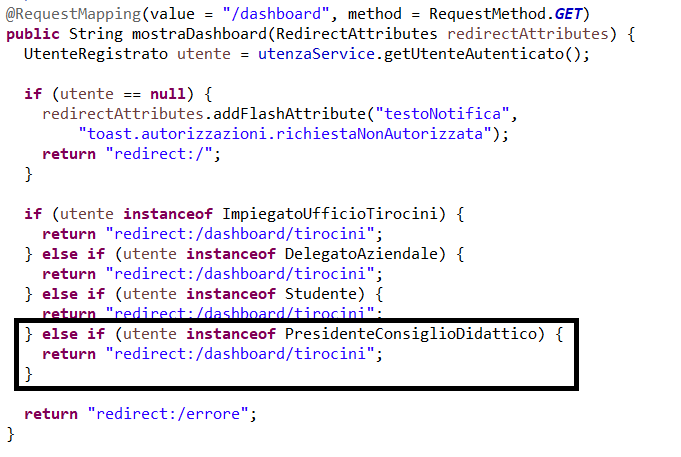 @RequestMapping(value = "/dashboard", method = RequestMethod.GET)
public String mostraDashboard(RedirectAttributes redirectAttributes) {
  UtenteRegistrato utente = utenzaService.getUtenteAutenticato();
  if (utente == null) {
    redirectAttributes.addFlashAttribute("testoNotifica",
        "toast.autorizzazioni.richiestaNonAutorizzata");
    return "redirect:/";
  }
  if (utente instanceof ImpiegatoUfficioTirocini) {
    return "redirect:/dashboard/tirocini";
  } else if (utente instanceof DelegatoAziendale) {
    return "redirect:/dashboard/tirocini";
  } else if (utente instanceof Studente) {
    return "redirect:/dashboard/tirocini";
  } else if (utente instanceof PresidenteConsiglioDidattico) {
    return "redirect:/dashboard/tirocini";
  }
  return "redirect:/errore";
}